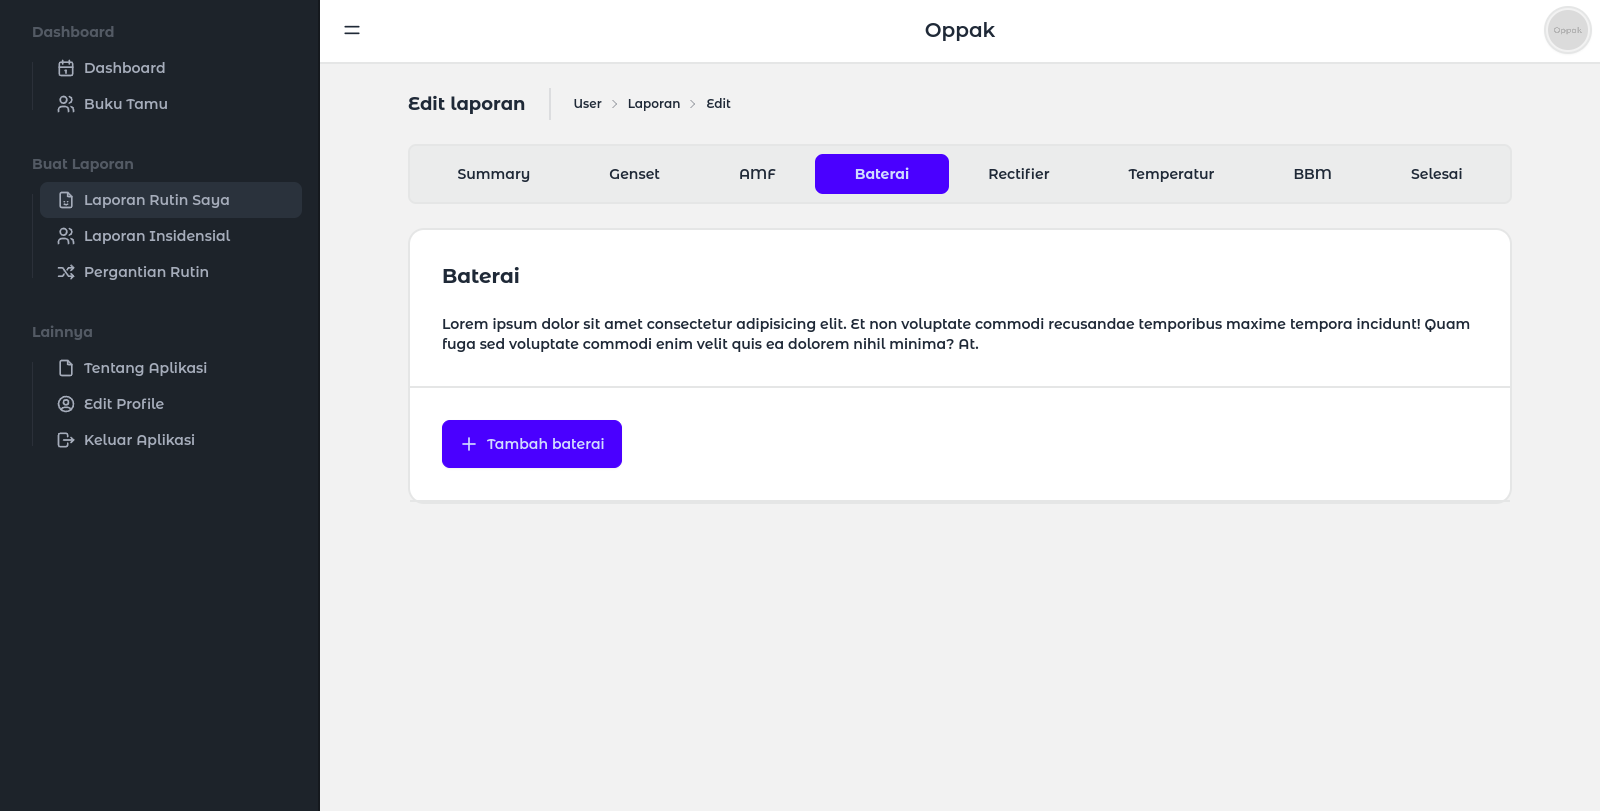 Dashboard
Dashboard
Buku Tamu
Buat Laporan
Laporan Rutin Saya
Laporan Insidensial
Pergantian Rutin
Lainnya
Tentang Aplikasi
Edit Profile
Keluar Aplikasi
Oppak
Oppak
Edit laporan
User > Laporan > Edit
Summary Genset AMF Baterai Rectifier Temperatur BBM Selesai
Baterai
Lorem ipsum dolor sit amet consectetur adipisicing elit. Et non voluptate commodi recusandae temporibus maxime tempora incidunt! Quam
fuga sed voluptate commodi enim velit quis ea dolorem nihil minima? At.
Tambah baterai